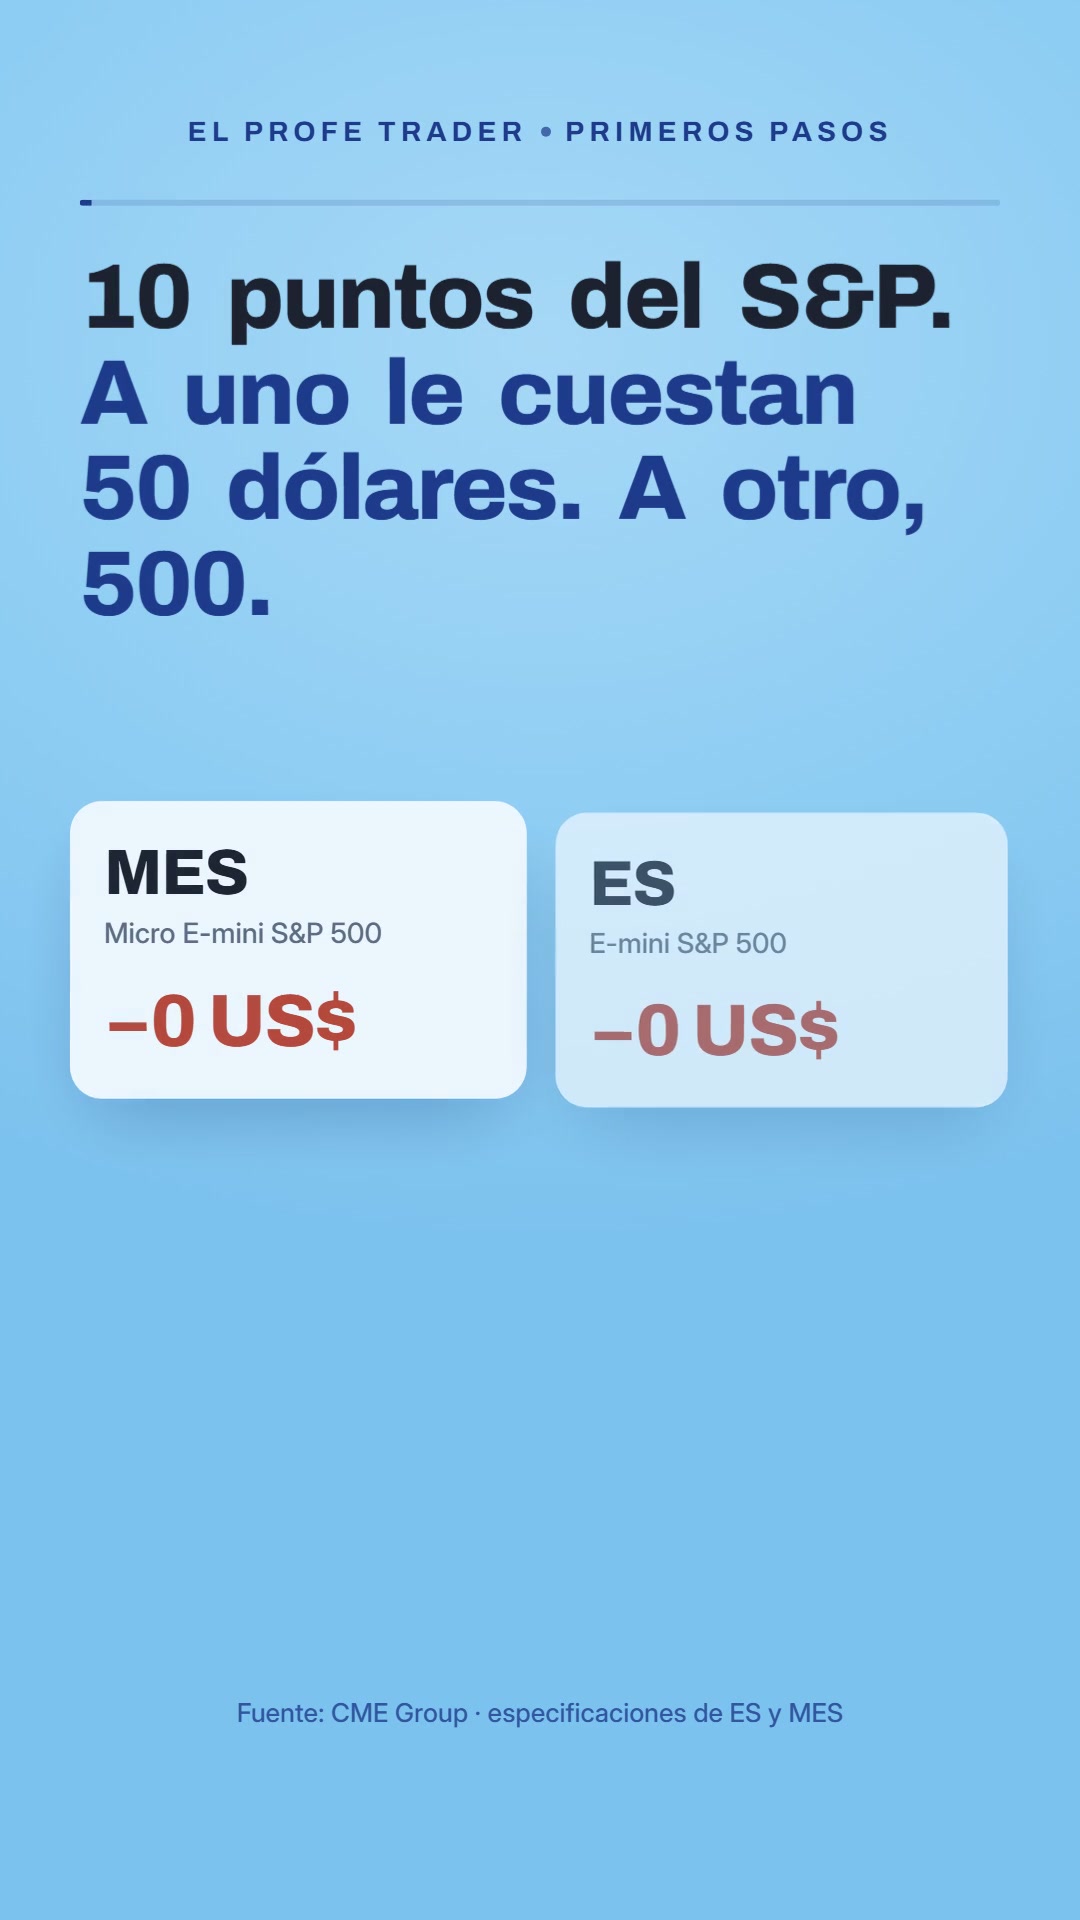 EL PROFE TRADER • PRIMEROS PASOS
10 puntos del S&P.
A uno le cuestan
50 dólares. A otro,
500.
MES
Micro E-mini S&P 500
–0 US$
ES
E-mini S&P 500
–0 US$
Fuente: CME Group · especificaciones de ES y MES